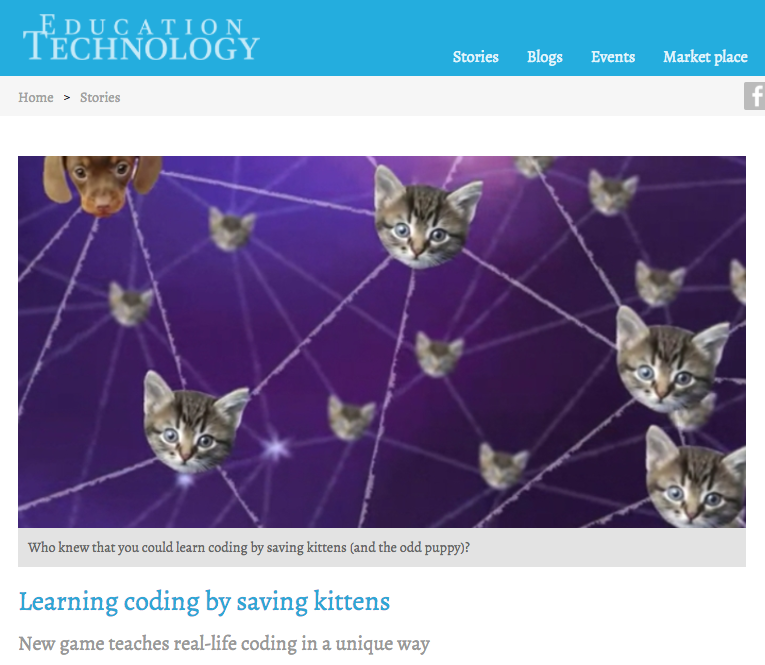 EDUCATION
TECHNOLOGY
Stories Blogs Events Market place
Home > Stories
f
Who knew that you could learn coding by saving kittens (and the odd puppy)?
Learning coding by saving kittens
New game teaches real-life coding in a unique way